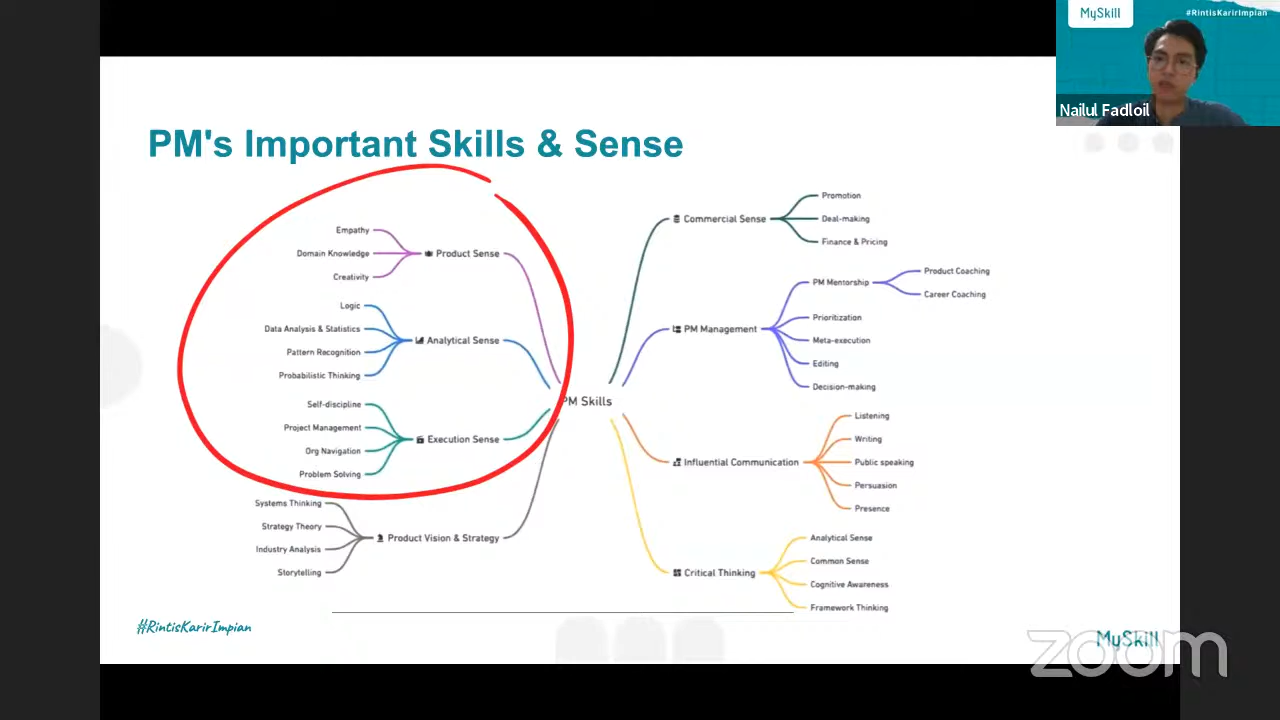 MySkill
#RintisKarirImpian
Nailul Fadloil
PM's Important Skills & Sense
Empathy
Domain Knowledge
Creativity
Product Sense
Logic
Data Analysis & Statistics
Pattern Recognition
Probabilistic Thinking
Analytical Sense
Self-discipline
Project Management
Org Navigation
Problem Solving
Execution Sense
Systems Thinking
Strategy Theory
Industry Analysis
Storytelling
Product Vision & Strategy
PM Skills
Commercial Sense
Promotion
Deal-making
Finance & Pricing
PM Management
PM Mentorship
Product Coaching
Career Coaching
Prioritization
Meta-execution
Editing
Decision-making
Influential Communication
Listening
Writing
Public speaking
Persuasion
Presence
Critical Thinking
Analytical Sense
Common Sense
Cognitive Awareness
Framework Thinking
#RintisKarirImpian
MySkill
zoom